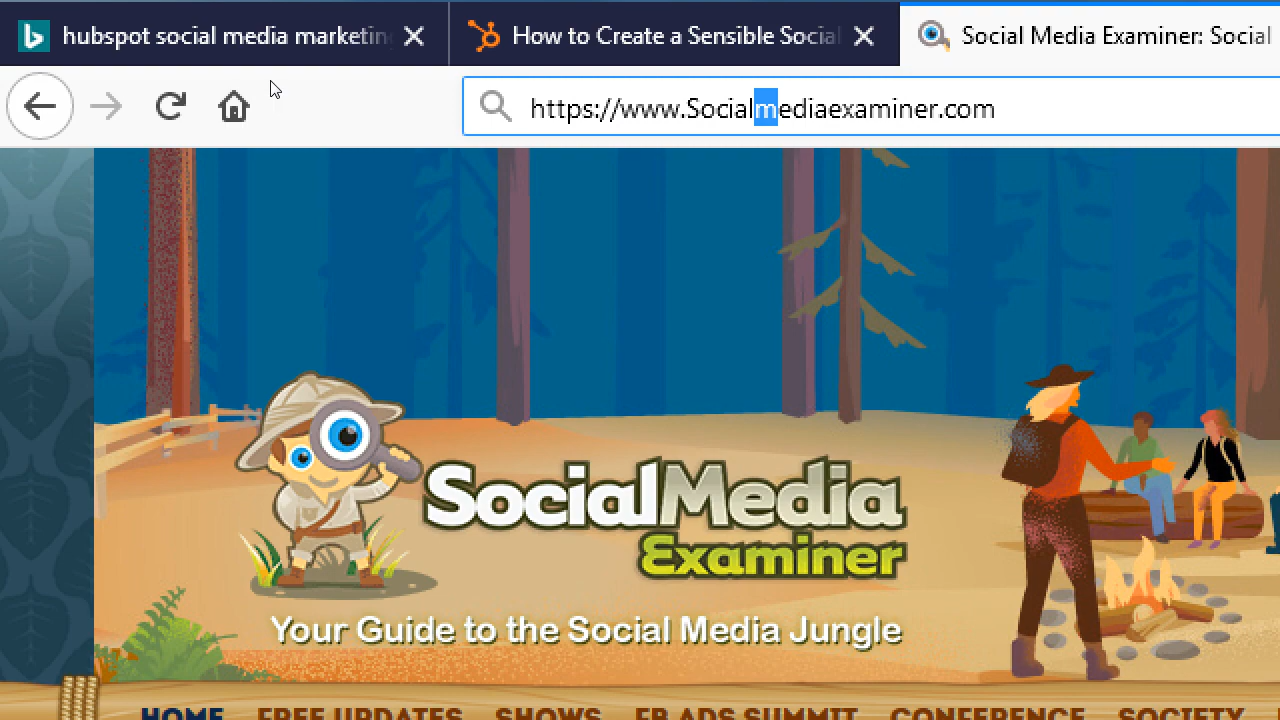 hubspot social media marketin
How to Create a Sensible Social
Social Media Examiner: Social
https://www.Socialmediaexaminer.com
SocialMedia
Examiner
Your Guide to the Social Media Jungle
HOME FREE UPDATES SHOWS FB ADS SUMMIT CONFERENCE SOCIETY